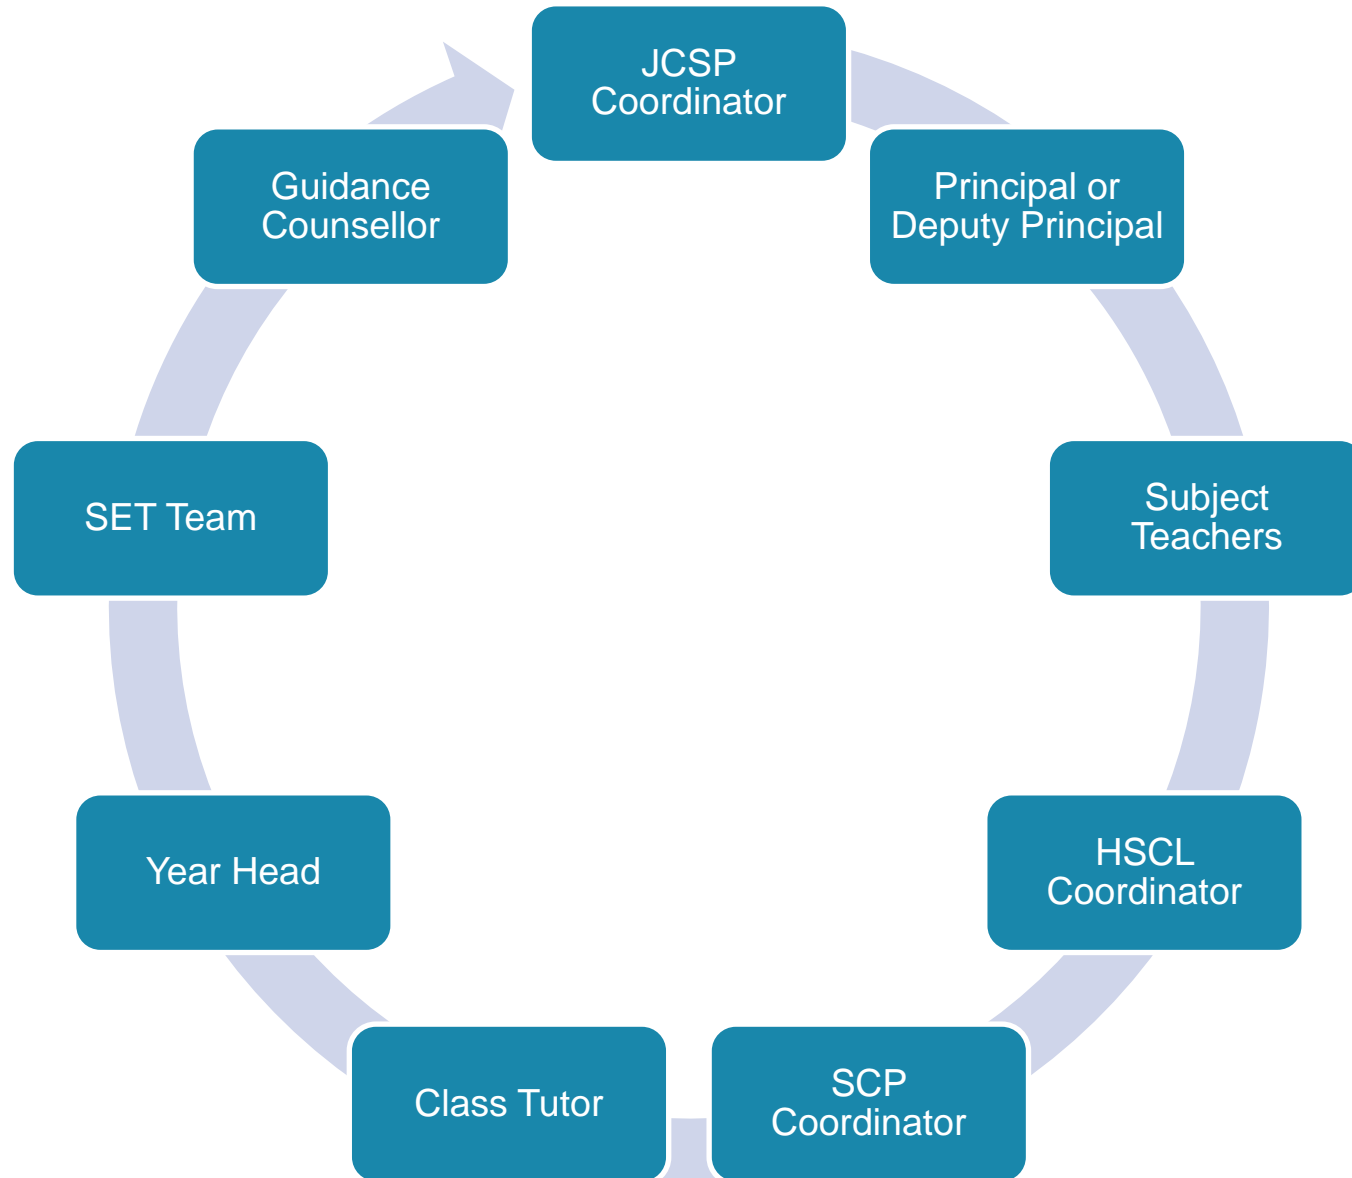 JCSP
Coordinator
Principal or
Deputy Principal
Subject
Teachers
HSCL
Coordinator
SCP
Coordinator
Class Tutor
Year Head
SET Team
Guidance
Counsellor